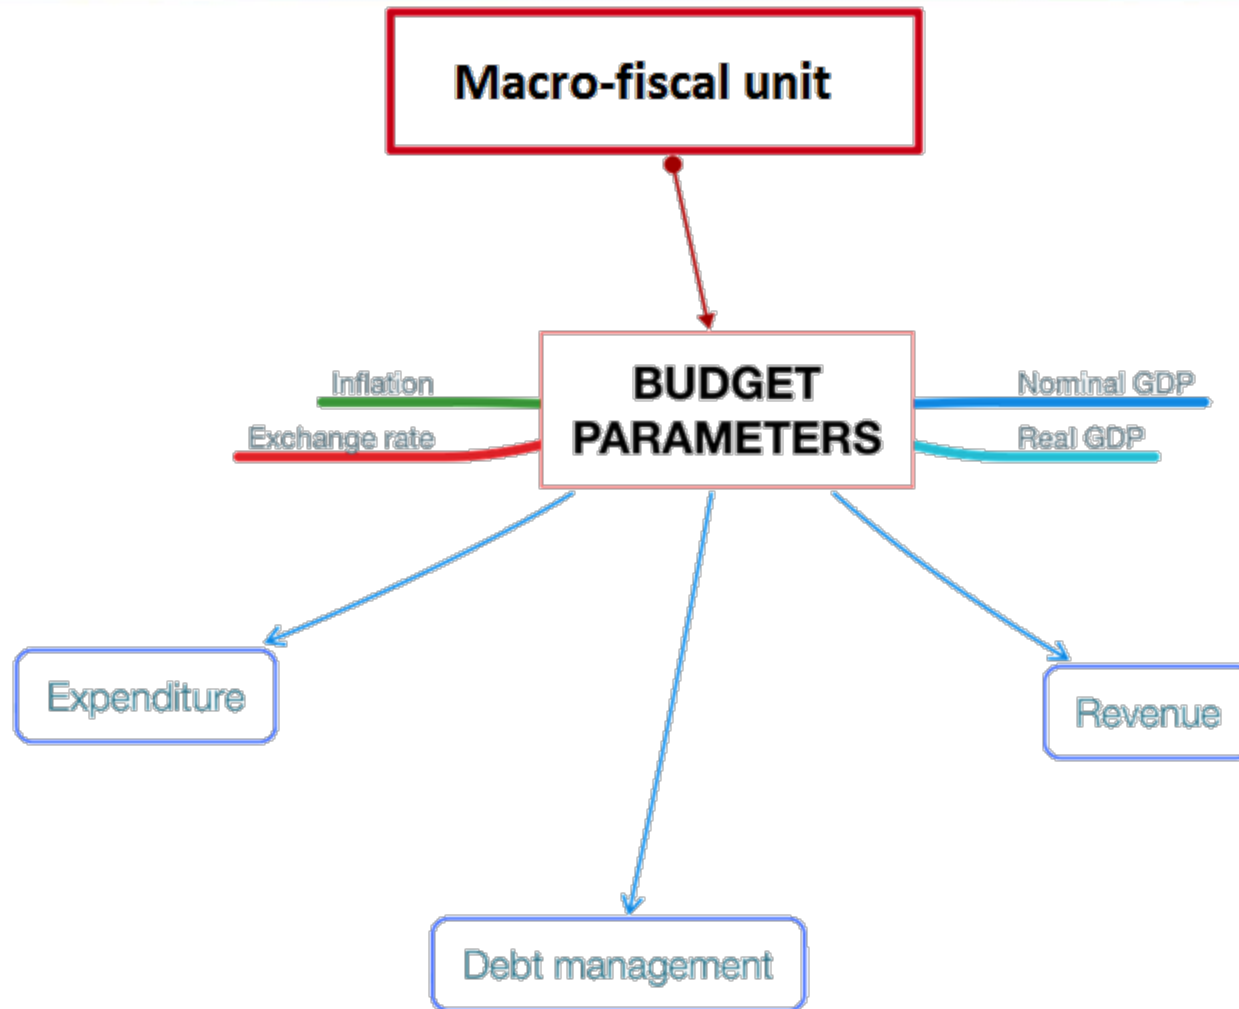 Macro-fiscal unit
Inflation
Exchange rate
BUDGET
PARAMETERS
Nominal GDP
Real GDP
Expenditure
Revenue
Debt management